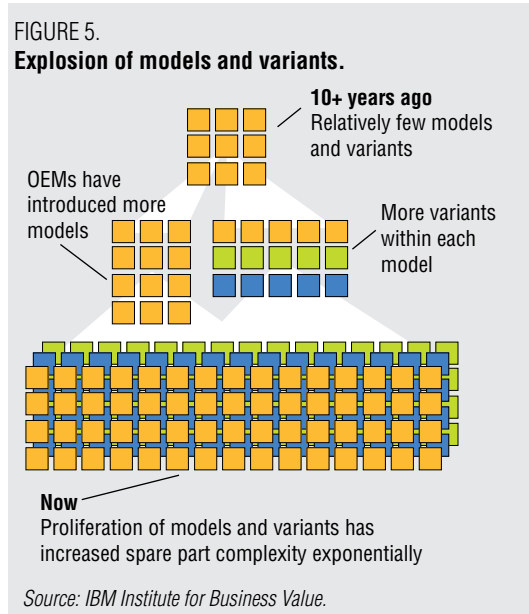 FIGURE 5.
Explosion of models and variants.
10+ years ago
Relatively few models
and variants
OEMs have
introduced more
models
More variants
within each
model
Now
Proliferation of models and variants has
increased spare part complexity exponentially
Source: IBM Institute for Business Value.